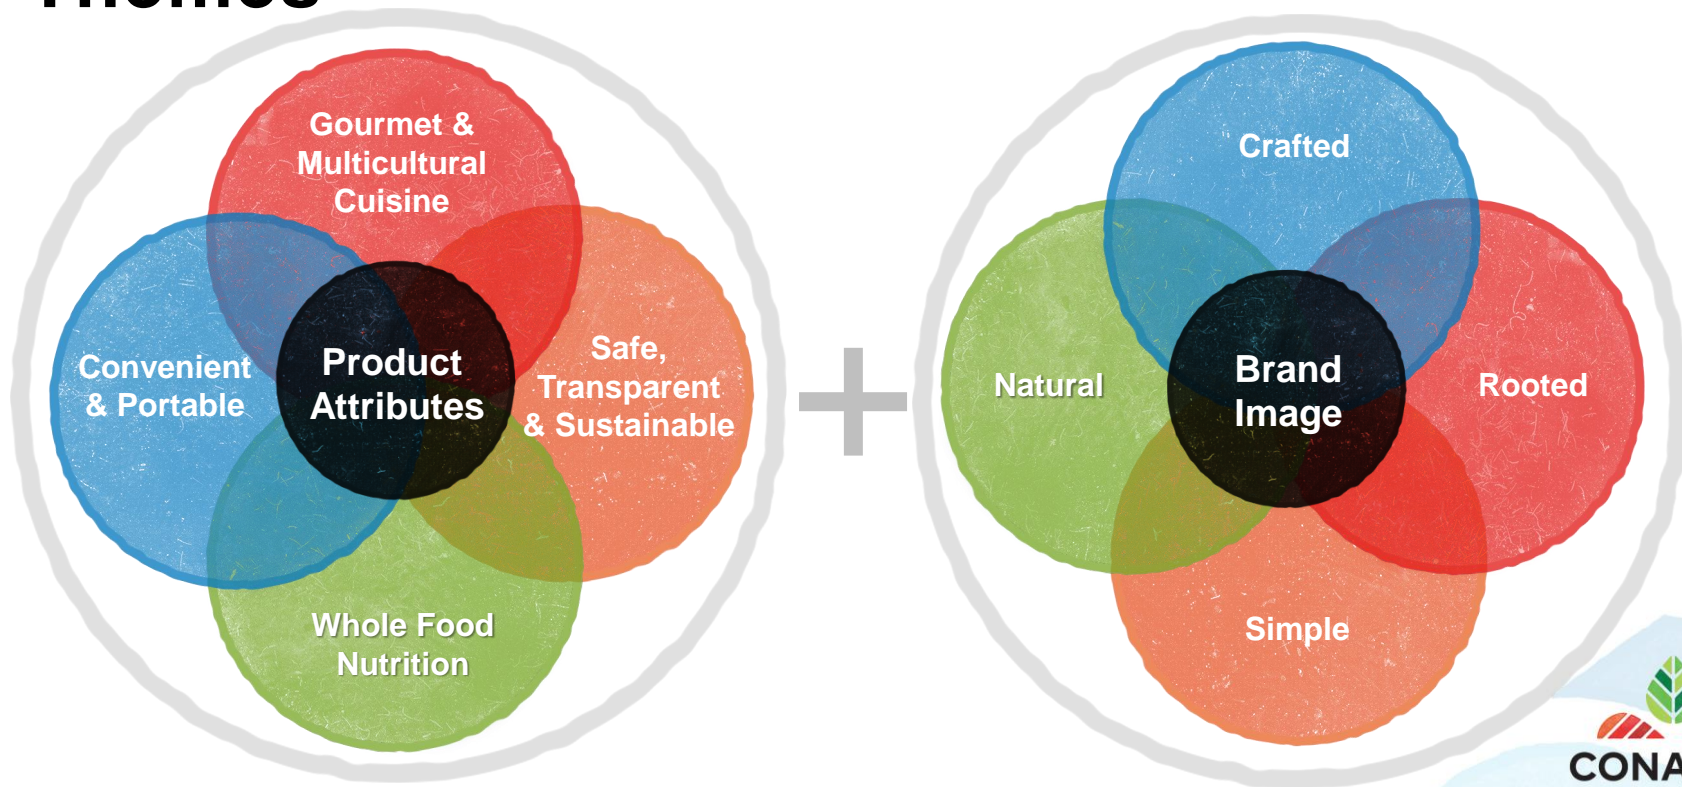 Gourmet &
Multicultural
Cuisine
Convenient
& Portable
Product
Attributes
Safe,
Transparent
& Sustainable
Whole Food
Nutrition
+
Crafted
Natural
Brand
Image
Rooted
Simple
CONA